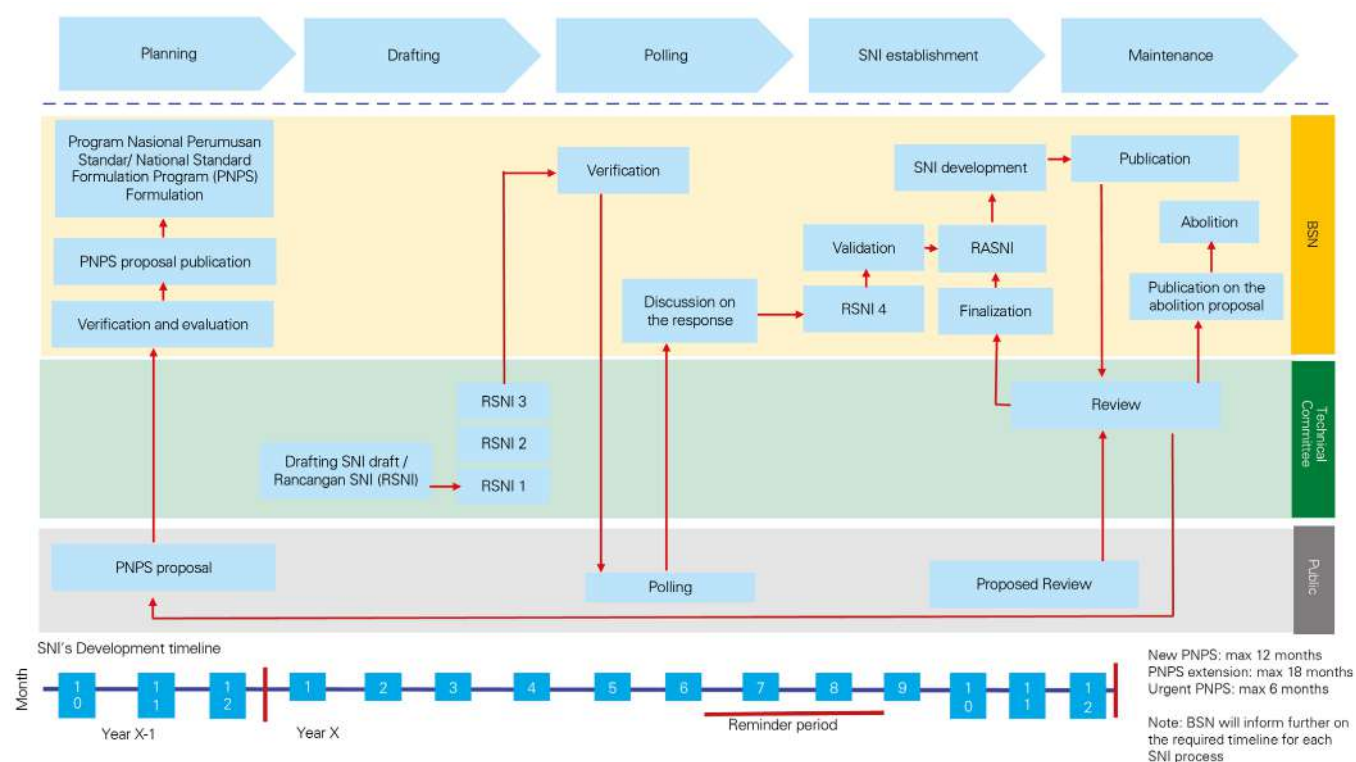 Planning
Drafting
Polling
SNI establishment
Maintenance
Program Nasional Perumusan
Standar/ National Standard
Formulation Program (PNPS)
Formulation
PNPS proposal publication
Verification and evaluation
Verification
Discussion on
the response
Validation
RSNI 4
SNI development
RASNI
Finalization
Publication
Abolition
Publication on the
abolition proposal
BSN
Drafting SNI draft /
Rancangan SNI (RSNI)
RSNI 3
RSNI 2
RSNI 1
Review
Technical
Committee
PNPS proposal
Polling
Proposed Review
Public
SNI's Development timeline
Month
10
11
12
1
2
3
4
5
6
7
8
9
10
11
12
Year X-1
Year X
Reminder period
New PNPS: max 12 months
PNPS extension: max 18 months
Urgent PNPS: max 6 months
Note: BSN will inform further on
the required timeline for each
SNI process